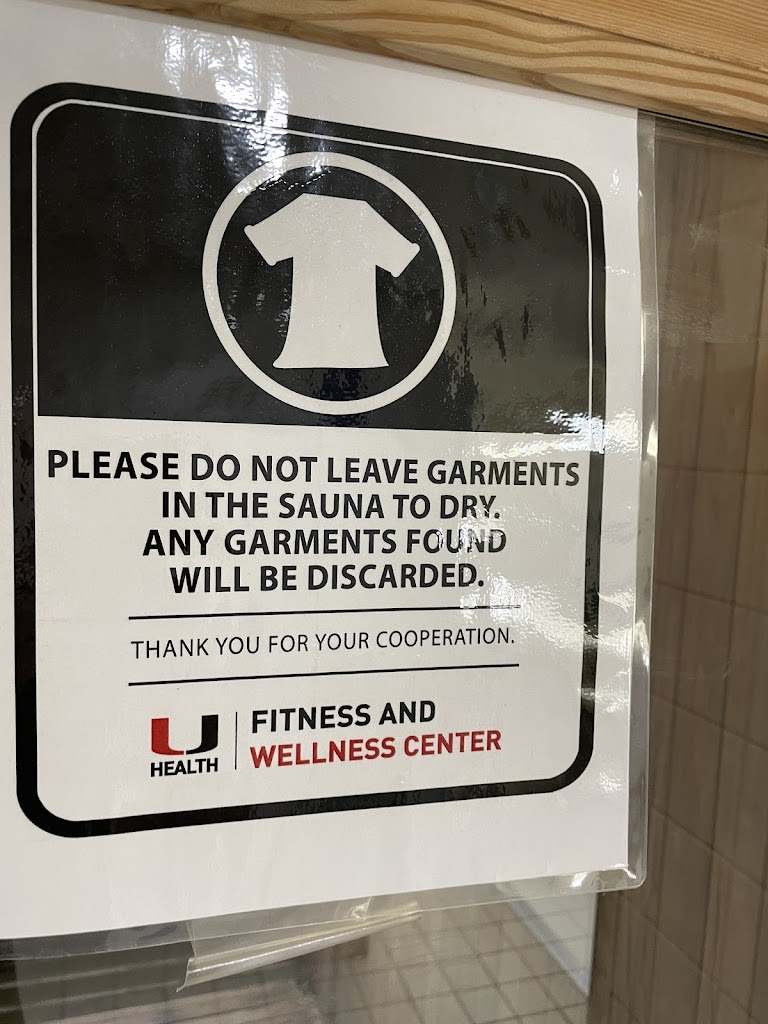 PLEASE DO NOT LEAVE GARMENTS
IN THE SAUNA TO DRY.
ANY GARMENTS FOUND
WILL BE DISCARDED.
THANK YOU FOR YOUR COOPERATION.
U HEALTH
FITNESS AND
WELLNESS CENTER